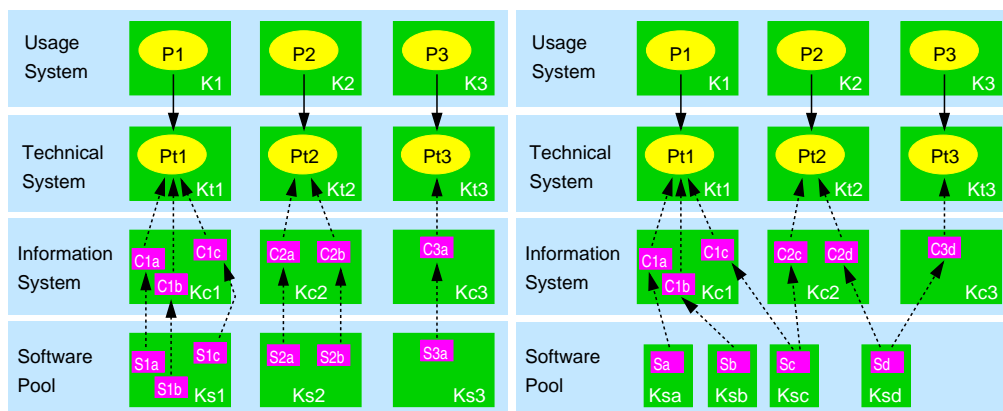 Usage
System
P1
K1
P2
K2
P3
K3
Technical
System
Pt1
Kt1
Pt2
Kt2
Pt3
Kt3
Information
System
C1a
C1b
C1c
Kc1
C2a
C2b
Kc2
C3a
Kc3
Software
Pool
S1a
S1b
S1c
Ks1
S2a
S2b
Ks2
S3a
Ks3
Usage
System
P1
K1
P2
K2
P3
K3
Technical
System
Pt1
Kt1
Pt2
Kt2
Pt3
Kt3
Information
System
C1a
C1b
C1c
Kc1
C2c
C2d
Kc2
C3d
Kc3
Software
Pool
Sa
Ksa
Sb
Ksb
Sc
Ksc
Sd
Ksd